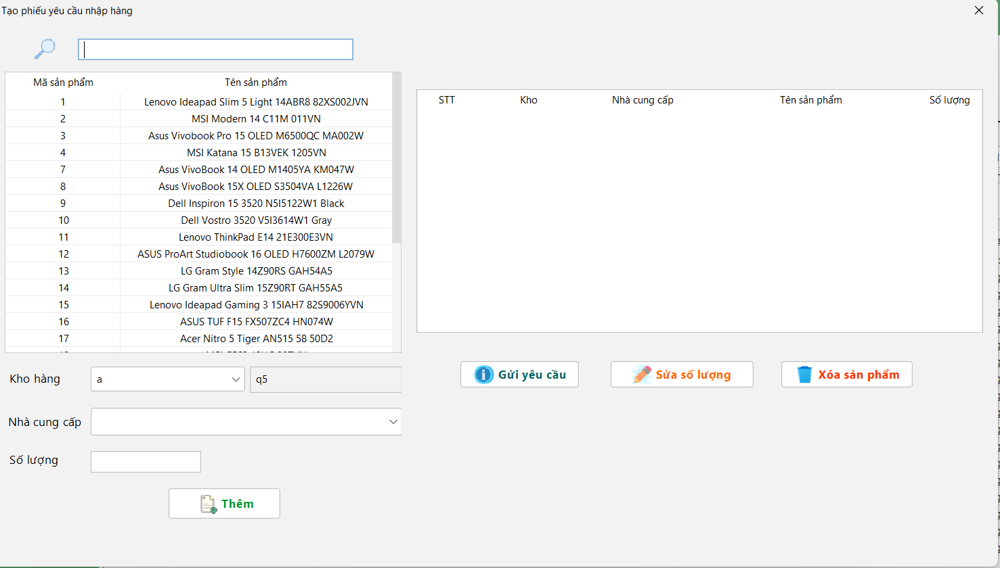 Tạo phiếu yêu cầu nhập hàng
Mã sản phẩm Tên sản phẩm
1 Lenovo Ideapad Slim 5 Light 14ABR8 82XS002JVN
2 MSI Modern 14 C11M 011VN
3 Asus Vivobook Pro 15 OLED M6500QC MA002W
4 MSI Katana 15 B13VEK 1205VN
7 Asus VivoBook 14 OLED M1405YA KM047W
8 Asus VivoBook 15X OLED S3504VA L1226W
9 Dell Inspiron 15 3520 N5I5122W1 Black
10 Dell Vostro 3520 V5I3614W1 Gray
11 Lenovo ThinkPad E14 21E300E3VN
12 ASUS ProArt Studiobook 16 OLED H7600ZM L2079W
13 LG Gram Style 14Z90RS GAH54A5
14 LG Gram Ultra Slim 15Z90RT GAH55A5
15 Lenovo Ideapad Gaming 3 15IAH7 82S9006YVN
16 ASUS TUF F15 FX507ZC4 HN074W
17 Acer Nitro 5 Tiger AN515 58 50D2
Kho hàng a q5
Nhà cung cấp
Số lượng
Thêm
STT Kho Nhà cung cấp Tên sản phẩm Số lượng
Gửi yêu cầu Sửa số lượng Xóa sản phẩm